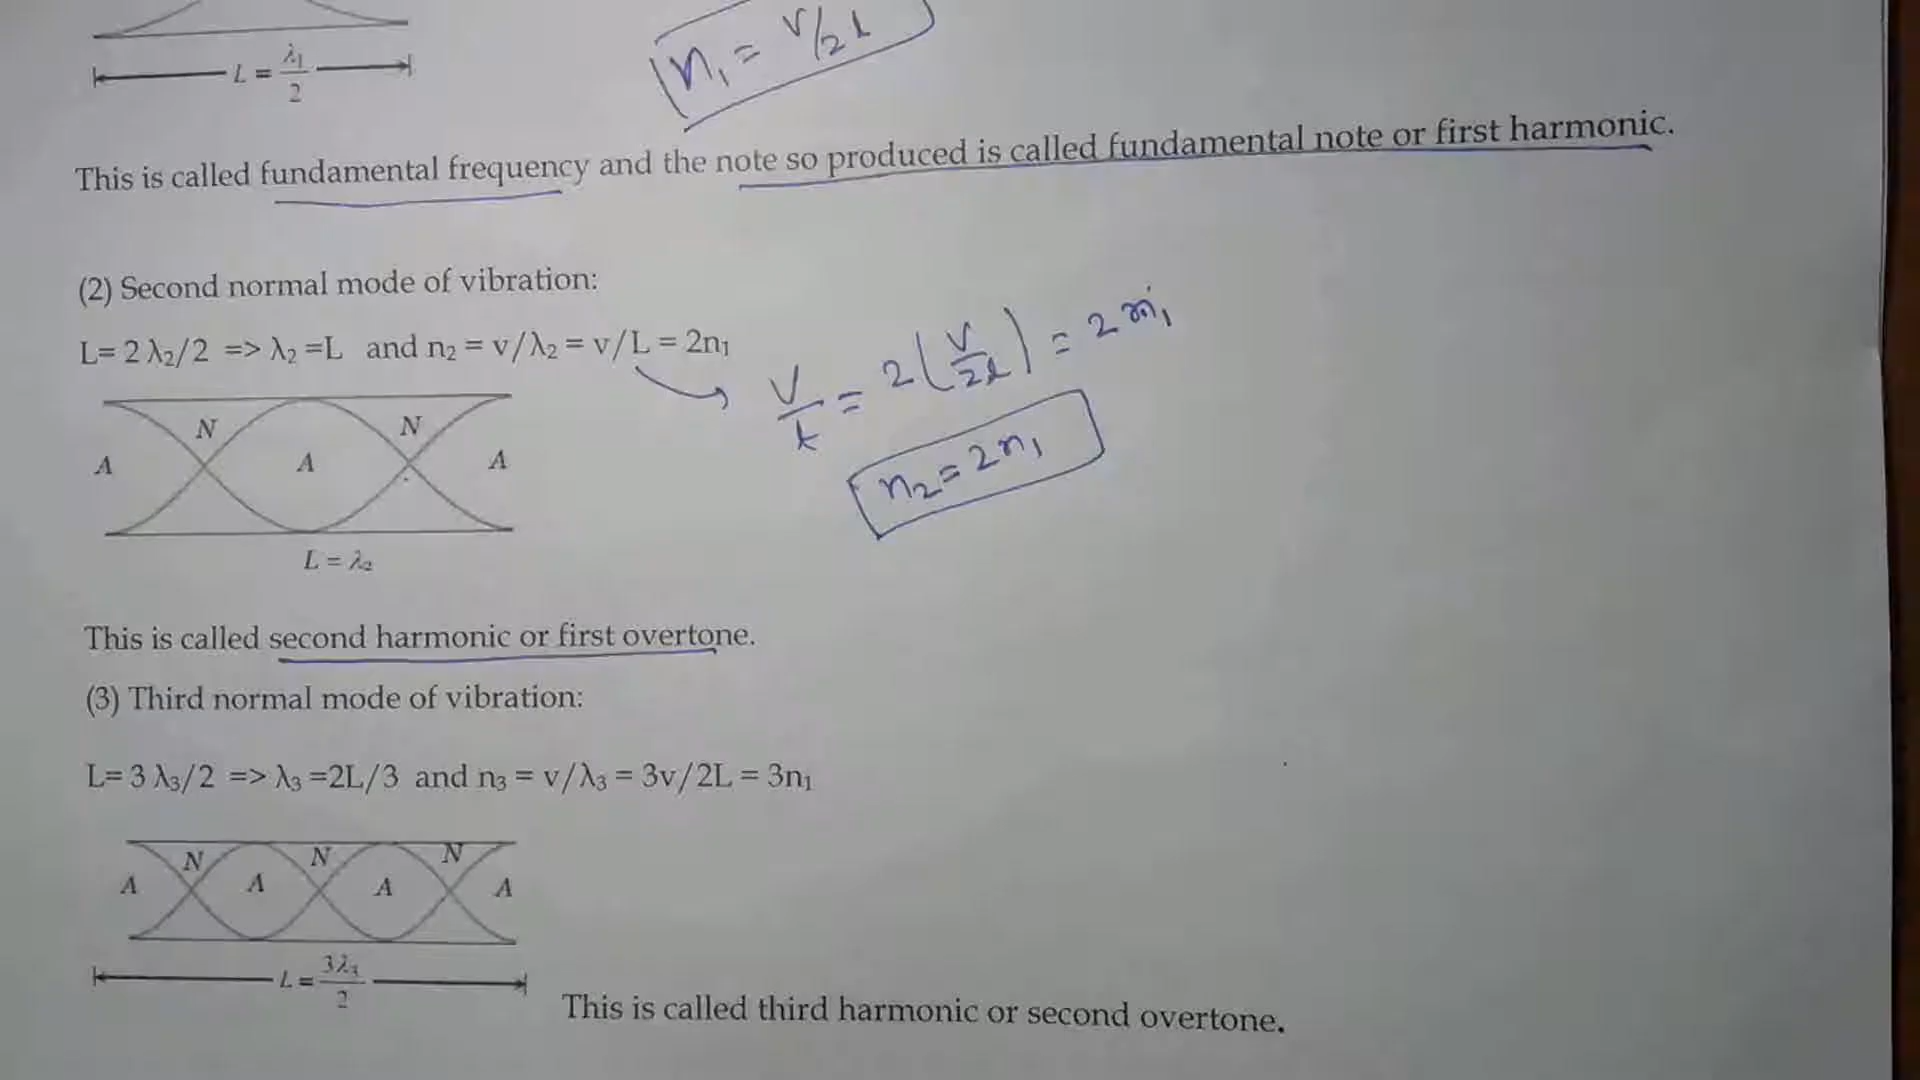 n₁ = v/2l
L = λ₁/2
This is called fundamental frequency and the note so produced is called fundamental note or first harmonic.
(2) Second normal mode of vibration:
L= 2 λ₂/2 => λ₂ =L and n₂ = v/λ₂ = v/L = 2n₁
v/l = 2(v/2l) = 2n₁
n₂ = 2n₁
N N
A A A
L = λ₂
This is called second harmonic or first overtone.
(3) Third normal mode of vibration:
L= 3 λ₃/2 => λ₃ =2L/3 and n₃ = v/λ₃ = 3v/2L = 3n₁
N N N
A A A A
L = 3λ₃/2
This is called third harmonic or second overtone.